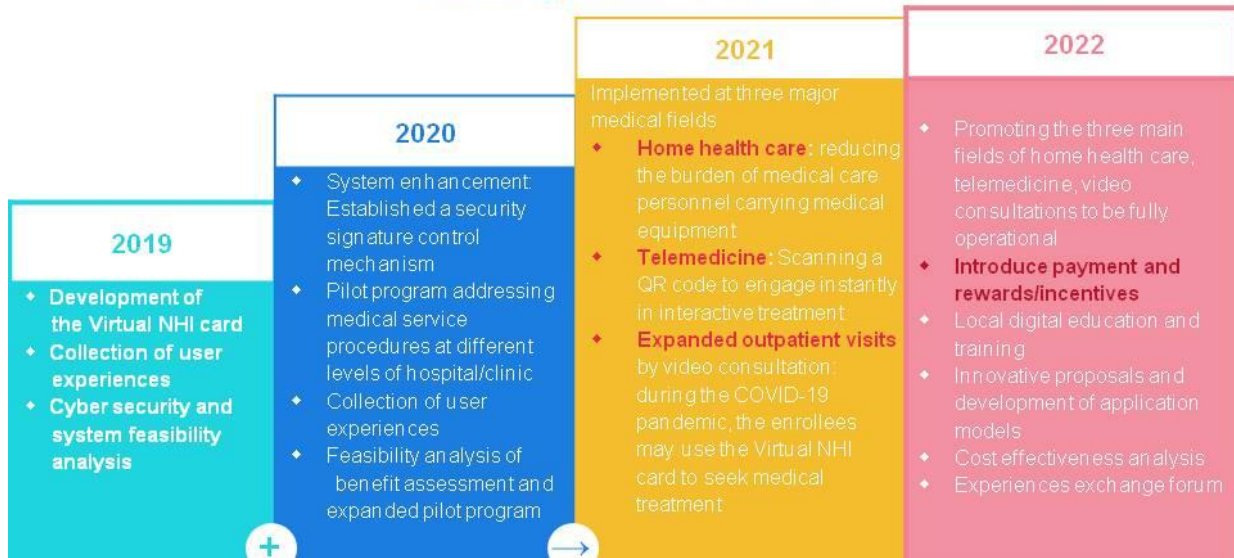 2019
◆ Development of
the Virtual NHI card
◆ Collection of user
experiences
◆ Cyber security and
system feasibility
analysis
2020
◆ System enhancement:
Established a security
signature control
mechanism
◆ Pilot program addressing
medical service
procedures at different
levels of hospital/clinic
◆ Collection of user
experiences
◆ Feasibility analysis of
benefit assessment and
expanded pilot program
2021
Implemented at three major
medical fields
◆ Home health care: reducing
the burden of medical care
personnel carrying medical
equipment
◆ Telemedicine: Scanning a
QR code to engage instantly
in interactive treatment
◆ Expanded outpatient visits
by video consultation:
during the COVID-19
pandemic, the enrollees
may use the Virtual NHI
card to seek medical
treatment
2022
◆ Promoting the three main
fields of home health care,
telemedicine, video
consultations to be fully
operational
◆ Introduce payment and
rewards/incentives
◆ Local digital education and
training
◆ Innovative proposals and
development of application
models
◆ Cost effectiveness analysis
◆ Experiences exchange forum